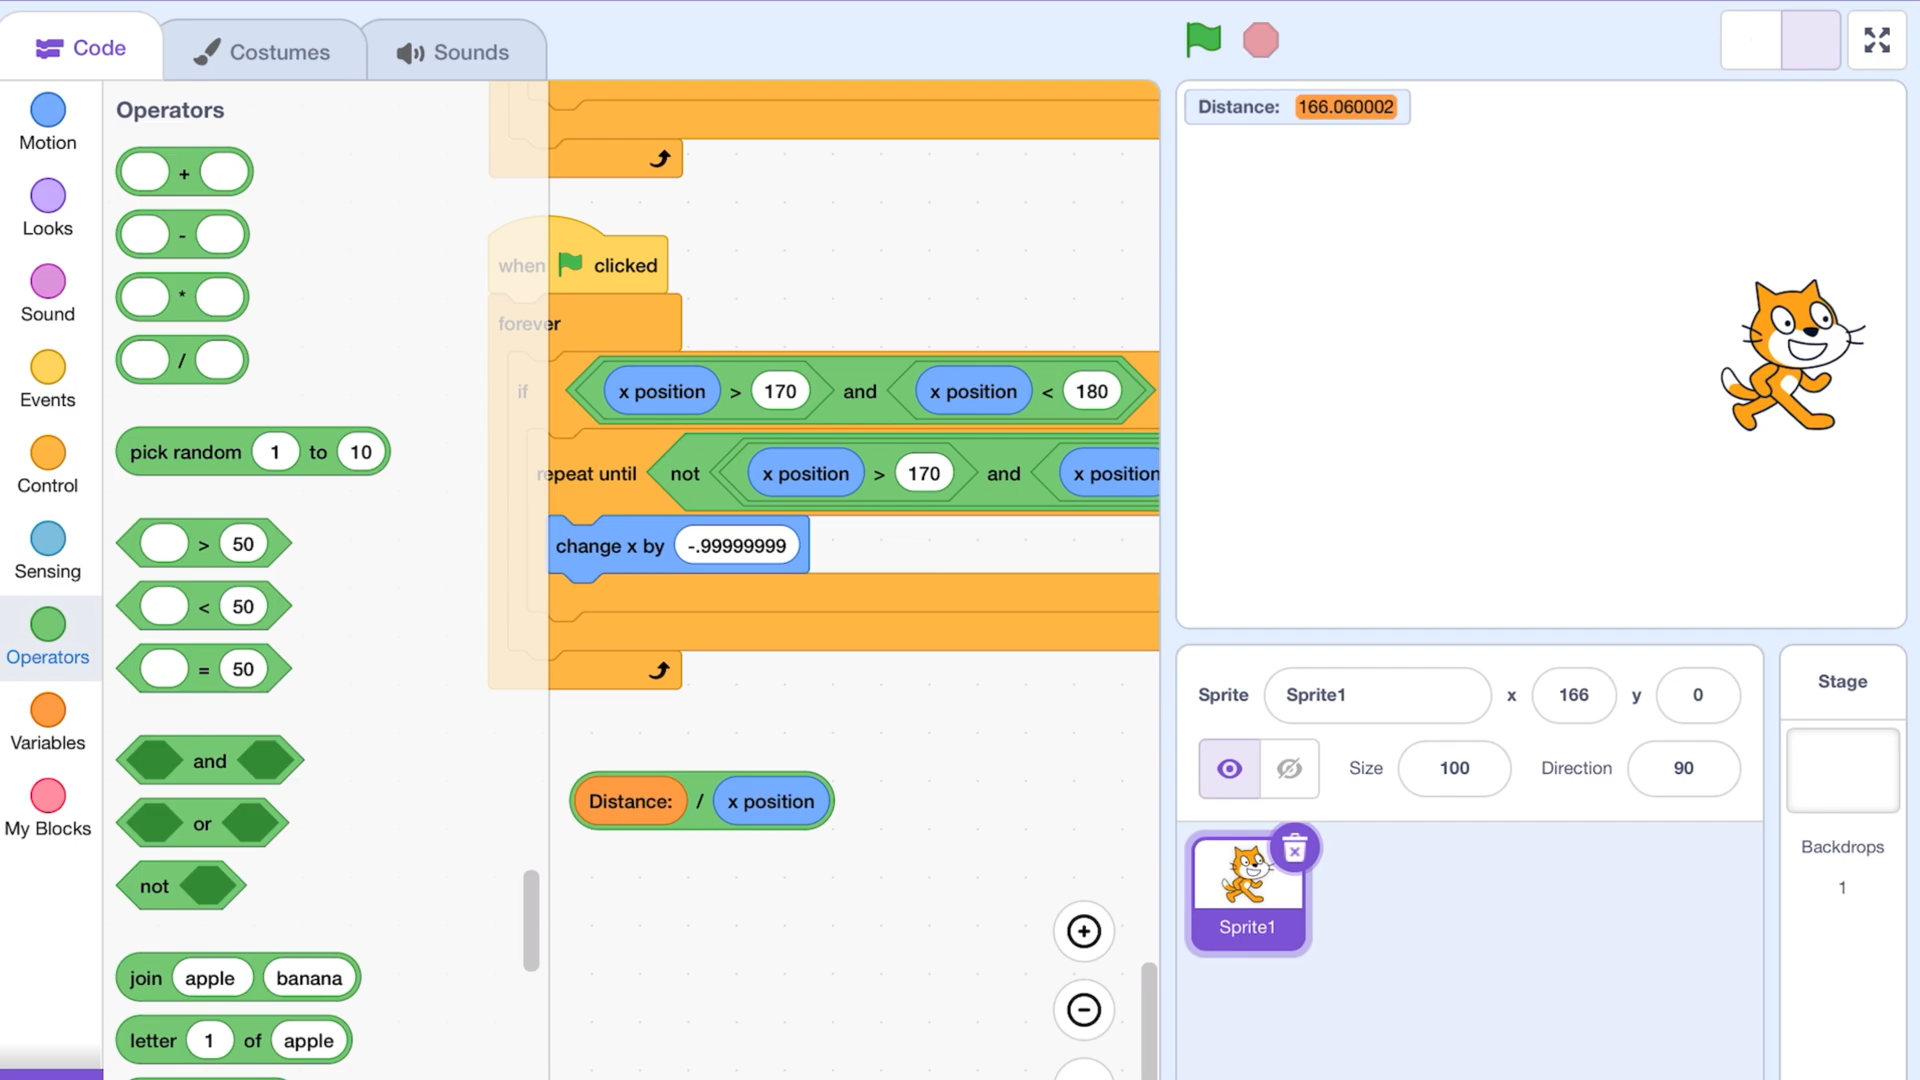 Code
Costumes
Sounds
Motion
Looks
Sound
Events
Control
Sensing
Operators
Variables
My Blocks
Operators
+
-
*
/
pick random 1 to 10
> 50
< 50
= 50
and
or
not
join apple banana
letter 1 of apple
when clicked
forever
if x position > 170 and x position < 180
repeat until not x position > 170 and x position
change x by -.99999999
Distance: / x position
Distance: 166.060002
Sprite Sprite1 x 166 y 0
Size 100 Direction 90
Sprite1
Stage
Backdrops
1